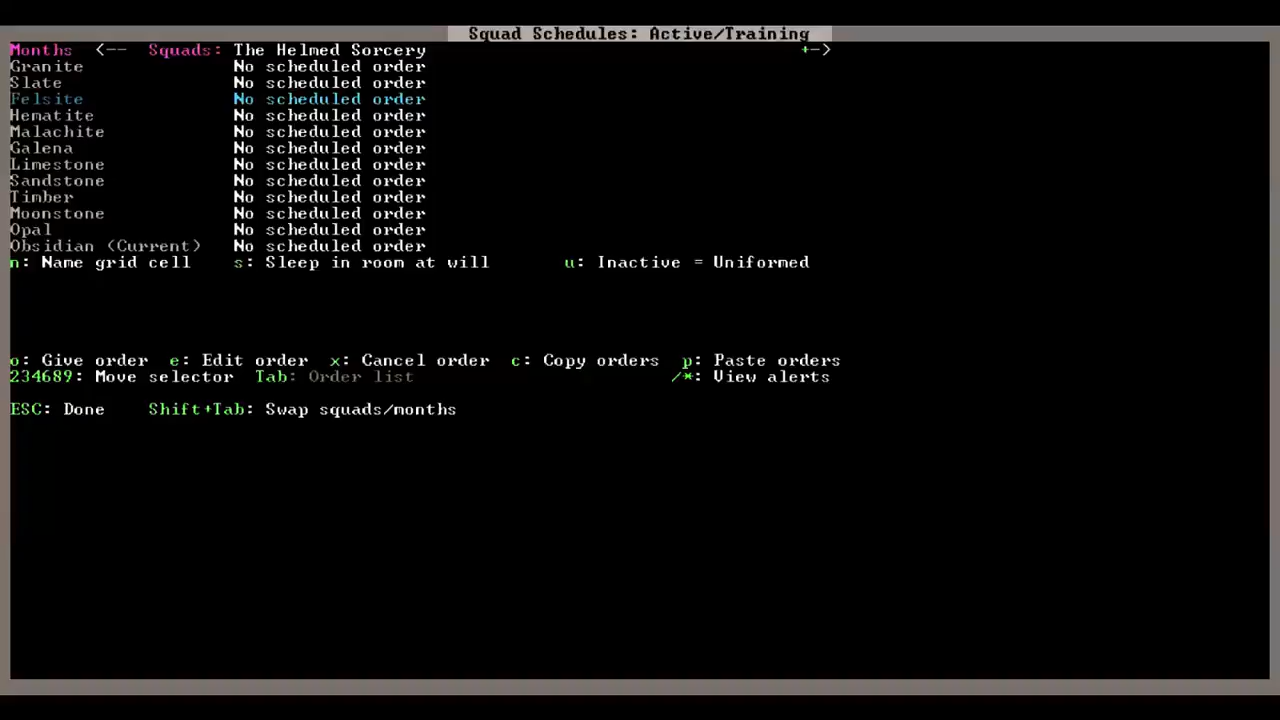 Squad Schedules: Active/Training
Months <-- Squads: The Helmed Sorcery +->
Granite No scheduled order
Slate No scheduled order
Felsite No scheduled order
Hematite No scheduled order
Malachite No scheduled order
Galena No scheduled order
Limestone No scheduled order
Sandstone No scheduled order
Timber No scheduled order
Moonstone No scheduled order
Opal No scheduled order
Obsidian (Current) No scheduled order
n: Name grid cell s: Sleep in room at will u: Inactive = Uniformed
o: Give order e: Edit order x: Cancel order c: Copy orders p: Paste orders
234689: Move selector Tab: Order list /*: View alerts
ESC: Done Shift+Tab: Swap squads/months